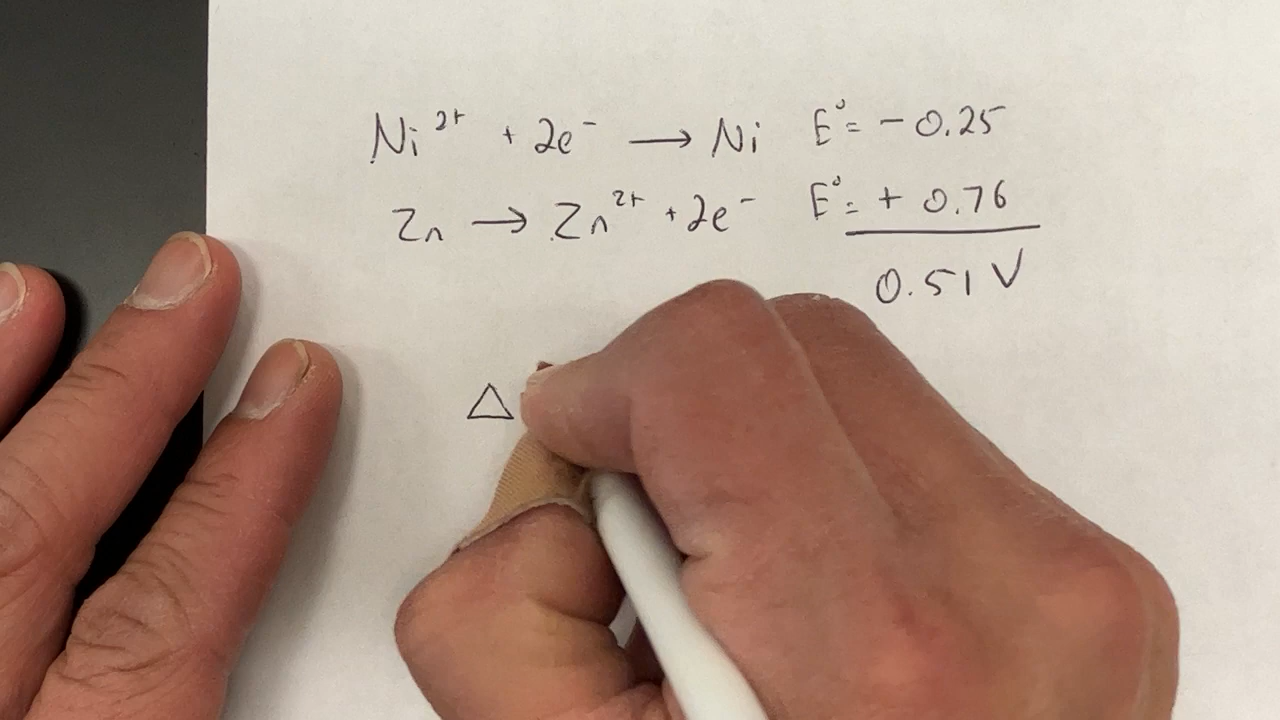 Ni²⁺ + 2e⁻ → Ni E°= - 0.25
Zn → Zn²⁺ + 2e⁻ E°= + 0.76
0.51 V
△